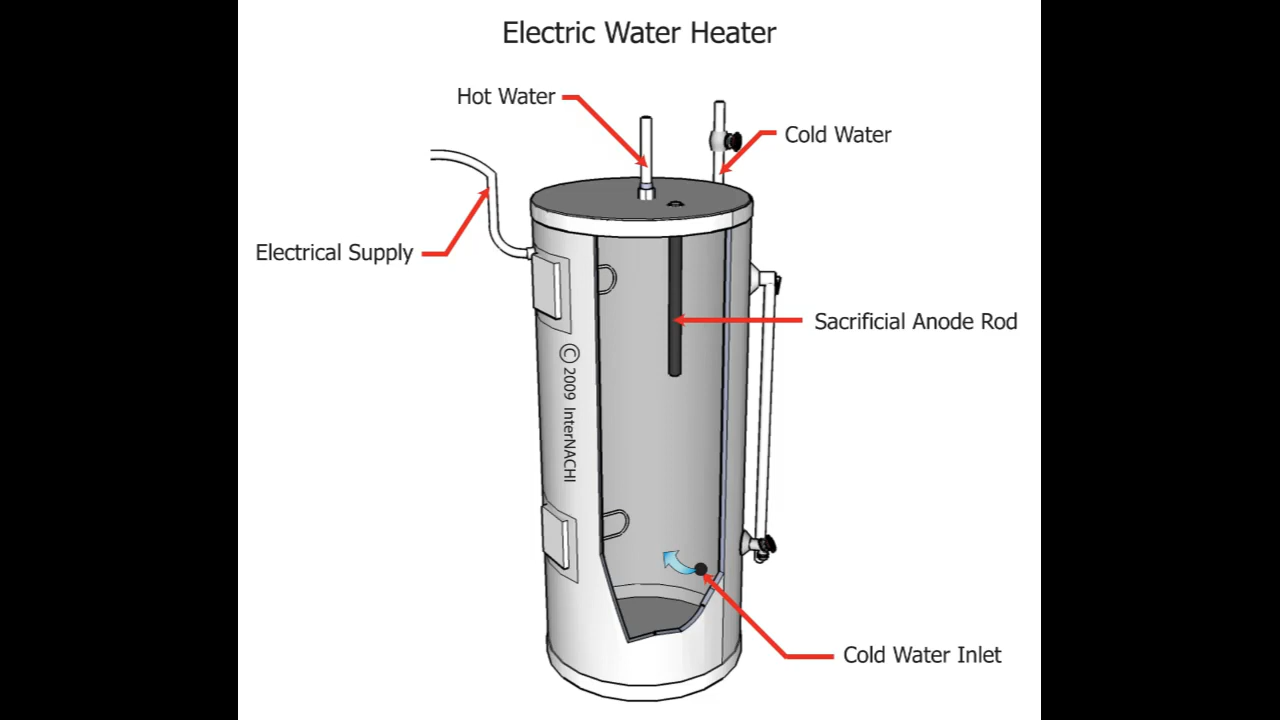 Electric Water Heater
Hot Water
Cold Water
Electrical Supply
Sacrificial Anode Rod
© 2009 InterNACHI
Cold Water Inlet